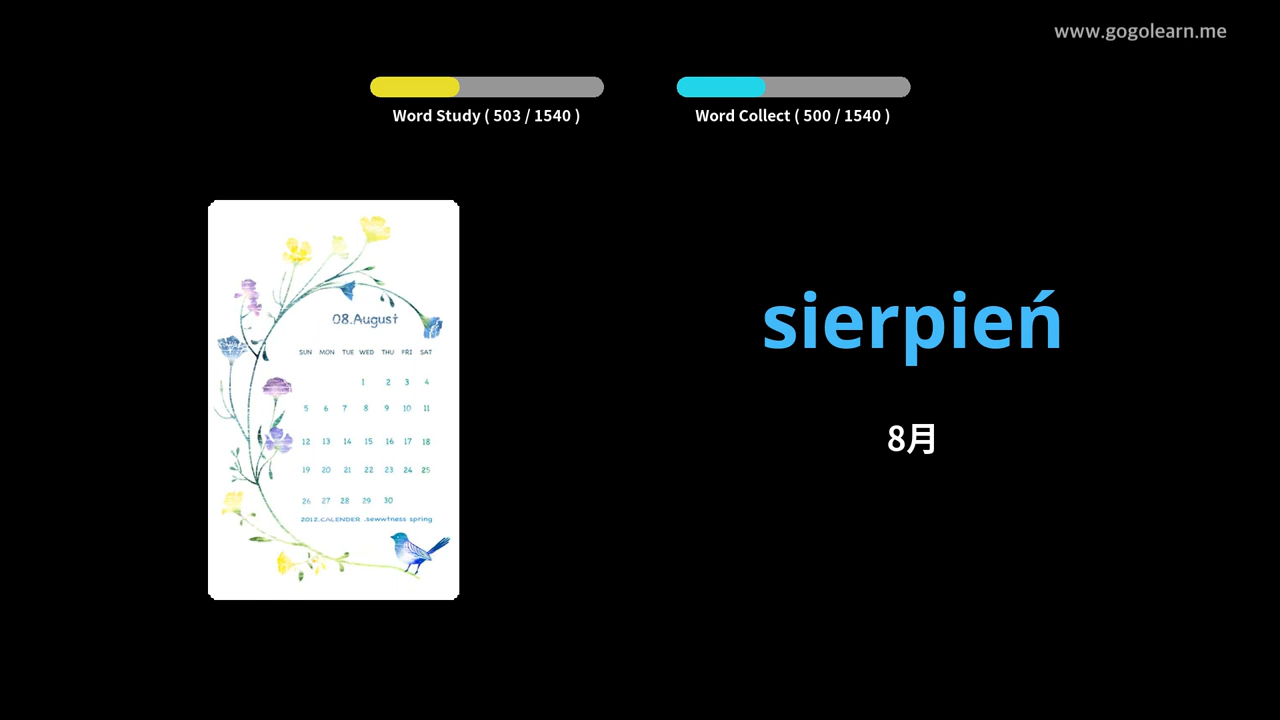 www.gogolearn.me
Word Study ( 503 / 1540 )
Word Collect ( 500 / 1540 )
08.August
SUN MON TUE WED THU FRI SAT
1 2 3 4
5 6 7 8 9 10 11
12 13 14 15 16 17 18
19 20 21 22 23 24 25
26 27 28 29 30
2012.CALENDER .sewwtness spring
sierpień
8月